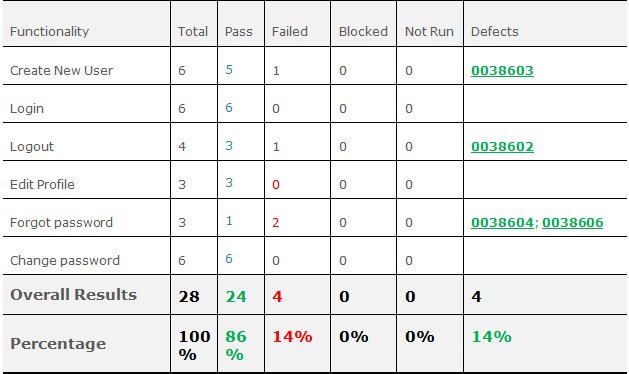 Functionality Total Pass Failed Blocked Not Run Defects
Create New User 6 5 1 0 0 0038603
Login 6 6 0 0 0
Logout 4 3 1 0 0 0038602
Edit Profile 3 3 0 0 0
Forgot password 3 1 2 0 0 0038604; 0038606
Change password 6 6 0 0 0
Overall Results 28 24 4 0 0 4
Percentage 100% 86% 14% 0% 0% 14%